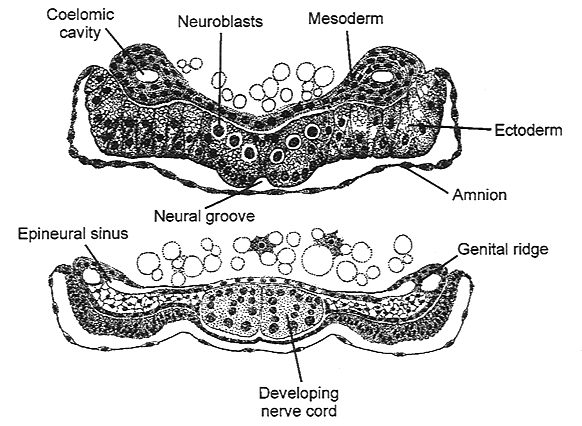 Coelomic
cavity
Neuroblasts
Mesoderm
Ectoderm
Amnion
Neural groove
Epineural sinus
Genital ridge
Developing
nerve cord